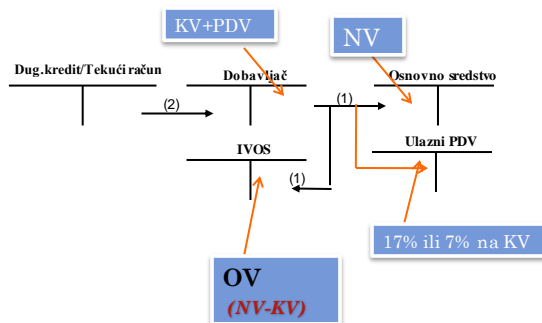 KV+PDV
NV
Dug.kredit/Tekući račun
Dobavljač
Osnovno sredstvo
(2)
(1)
Ulazni PDV
IVOS
(1)
17% ili 7% na KV
OV
(NV-KV)